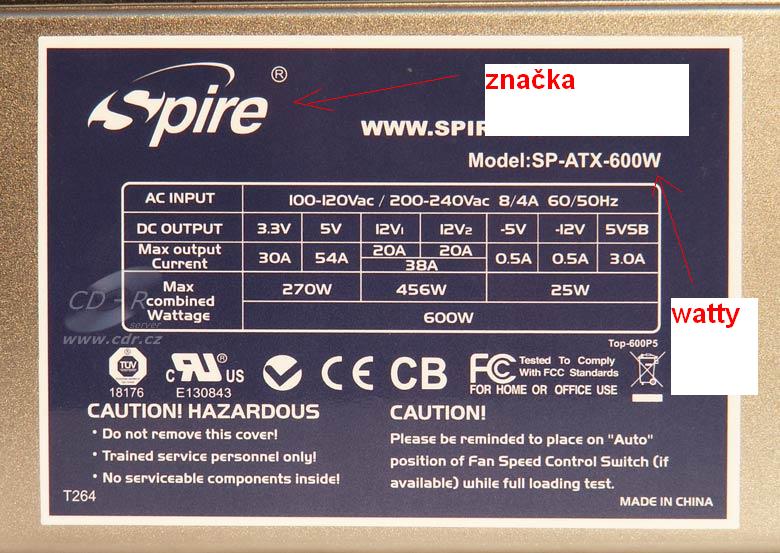 Spire®
značka
WWW.SPIR
Model:SP-ATX-600W
watty
AC INPUT 100-120Vac / 200-240Vac 8/4A 60/50Hz
DC OUTPUT 3.3V 5V 12V1 12V2 -5V -12V 5VSB
Max output Current 30A 54A 20A 20A 38A 0.5A 0.5A 3.0A
Max combined Wattage 270W 456W 25W
600W
CD-R server
www.cdr.cz
Top-600P5
TÜV
18176
c RU® US
E130843
CE CB FC
Tested To Comply
With FCC Standards
FOR HOME OR OFFICE USE
CAUTION! HAZARDOUS
· Do not remove this cover!
· Trained service personnel only!
· No serviceable components inside!
T264
CAUTION!
Please be reminded to place on "Auto"
position of Fan Speed Control Switch (if
available) while full loading test.
MADE IN CHINA